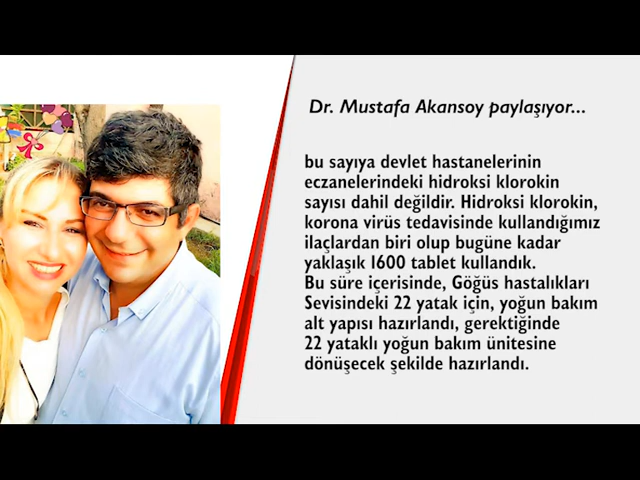 Dr. Mustafa Akansoy paylaşıyor...
bu sayıya devlet hastanelerinin
eczanelerindeki hidroksi klorokin
sayısı dahil değildir. Hidroksi klorokin,
korona virüs tedavisinde kullandığımız
ilaçlardan biri olup bugüne kadar
yaklaşık 1600 tablet kullandık.
Bu süre içerisinde, Göğüs hastalıkları
Sevisindeki 22 yatak için, yoğun bakım
alt yapısı hazırlandı, gerektiğinde
22 yataklı yoğun bakım ünitesine
dönüşecek şekilde hazırlandı.